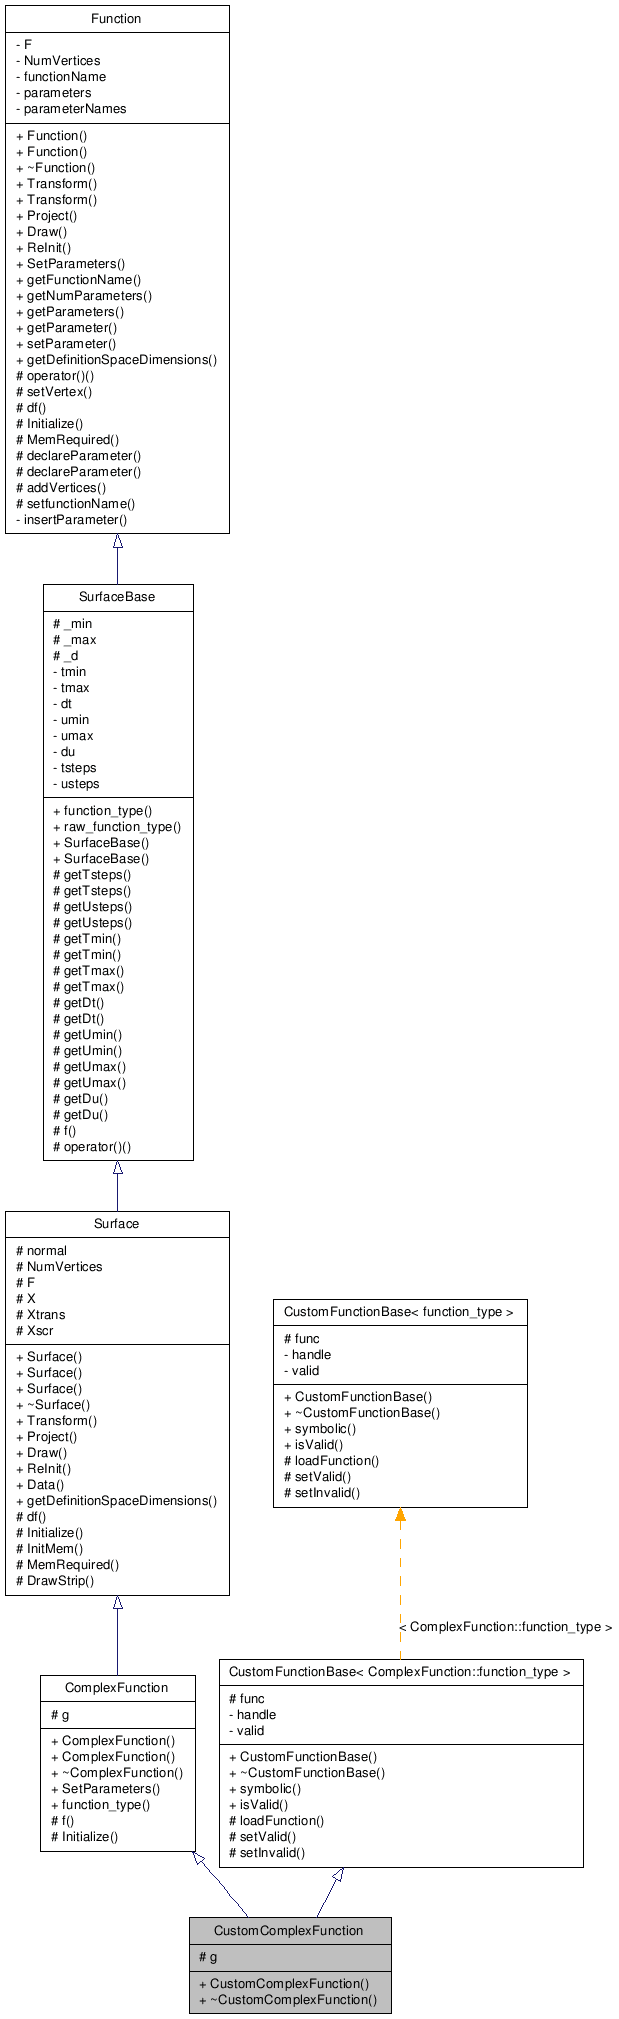 Function
- F
- NumVertices
- functionName
- parameters
- parameterNames
+ Function()
+ Function()
+ ~Function()
+ Transform()
+ Transform()
+ Project()
+ Draw()
+ ReInit()
+ SetParameters()
+ getFunctionName()
+ getNumParameters()
+ getParameters()
+ getParameter()
+ setParameter()
+ getDefinitionSpaceDimensions()
# operator()()
# setVertex()
# df()
# Initialize()
# MemRequired()
# declareParameter()
# declareParameter()
# addVertices()
# setfunctionName()
- insertParameter()
SurfaceBase
# _min
# _max
# _d
- tmin
- tmax
- dt
- umin
- umax
- du
- tsteps
- usteps
+ function_type()
+ raw_function_type()
+ SurfaceBase()
+ SurfaceBase()
# getTsteps()
# getTsteps()
# getUsteps()
# getUsteps()
# getTmin()
# getTmin()
# getTmax()
# getTmax()
# getDt()
# getDt()
# getUmin()
# getUmin()
# getUmax()
# getUmax()
# getDu()
# getDu()
# f()
# operator()()
Surface
# normal
# NumVertices
# F
# X
# Xtrans
# Xscr
+ Surface()
+ Surface()
+ Surface()
+ ~Surface()
+ Transform()
+ Project()
+ Draw()
+ ReInit()
+ Data()
+ getDefinitionSpaceDimensions()
# df()
# Initialize()
# InitMem()
# MemRequired()
# DrawStrip()
CustomFunctionBase< function_type >
# func
- handle
- valid
+ CustomFunctionBase()
+ ~CustomFunctionBase()
+ symbolic()
+ isValid()
# loadFunction()
# setValid()
# setInvalid()
< ComplexFunction::function_type >
ComplexFunction
# g
+ ComplexFunction()
+ ComplexFunction()
+ ~ComplexFunction()
+ SetParameters()
+ function_type()
# f()
# Initialize()
CustomFunctionBase< ComplexFunction::function_type >
# func
- handle
- valid
+ CustomFunctionBase()
+ ~CustomFunctionBase()
+ symbolic()
+ isValid()
# loadFunction()
# setValid()
# setInvalid()
CustomComplexFunction
# g
+ CustomComplexFunction()
+ ~CustomComplexFunction()